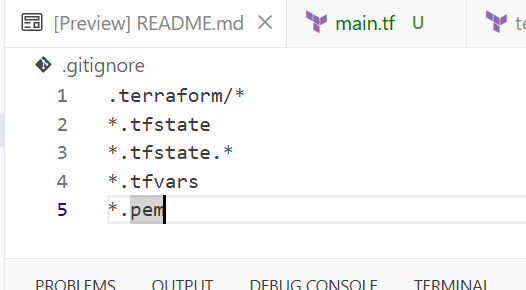 [Preview] README.md
main.tf U
.gitignore
1 .terraform/*
2 *.tfstate
3 *.tfstate.*
4 *.tfvars
5 *.pem
PROBLEMS OUTPUT DEBUG CONSOLE TERMINAL